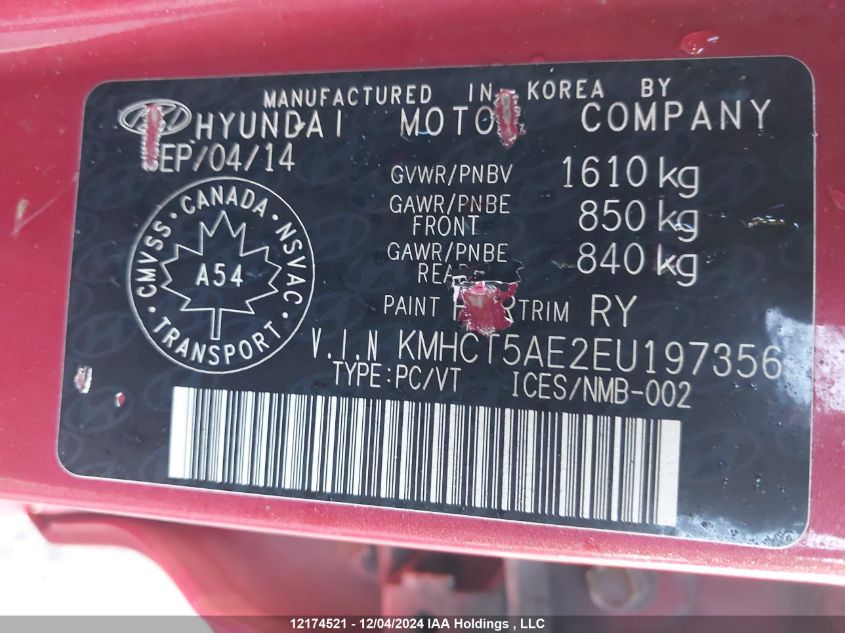 MANUFACTURED IN KOREA BY
HYUNDAI MOTOR COMPANY
EP/04/14
GVWR/PNBV 1610 kg
GAWR/PNBE FRONT 850 kg
GAWR/PNBE REAR 840 kg
CMVSS · CANADA · NSVAC · TRANSPORT ·
A54
PAINT TRIM RY
V.I.N KMHCT5AE2EU197356
TYPE:PC/VT ICES/NMB-002
12174521 - 12/04/2024 IAA Holdings , LLC